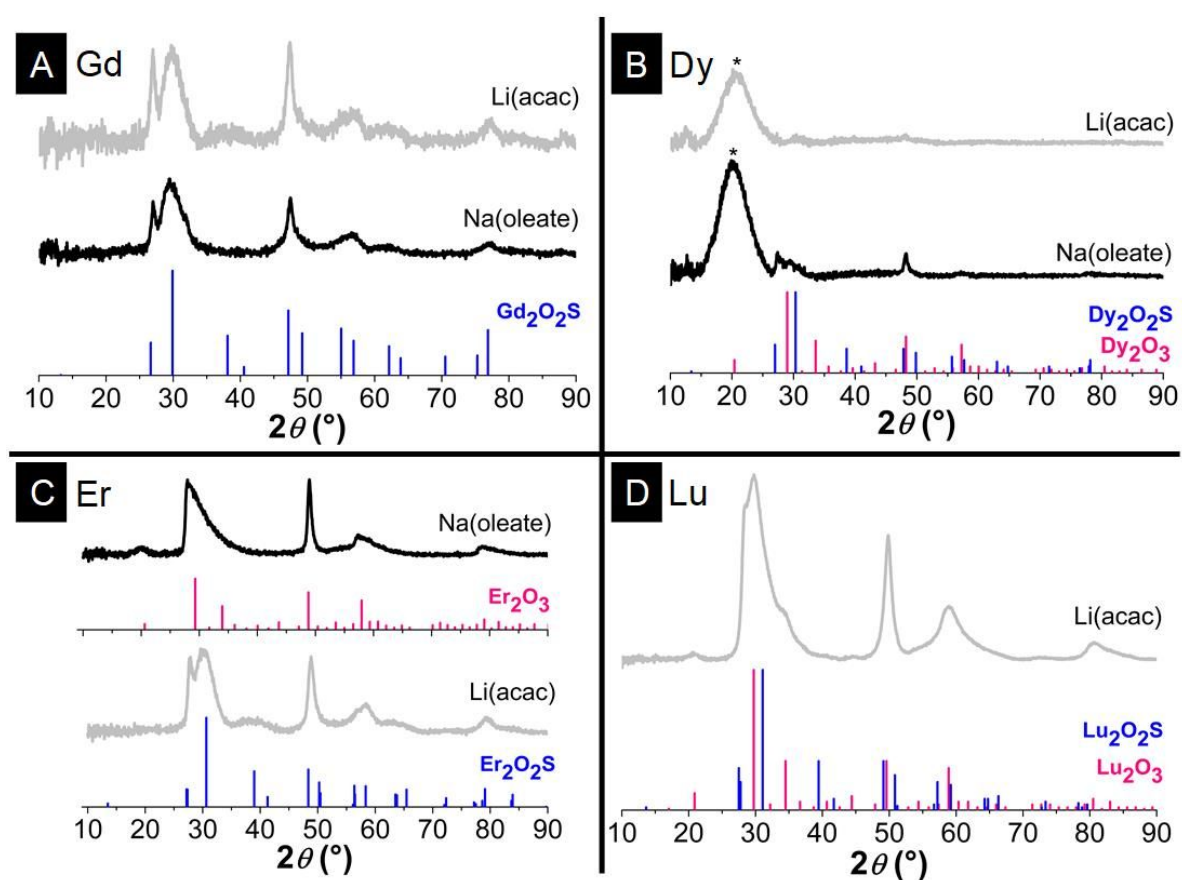 A Gd
Li(acac)
Na(oleate)
Gd₂O₂S
10 20 30 40 50 60 70 80 90
2θ (°)
B Dy
*
Li(acac)
*
Na(oleate)
Dy₂O₂S
Dy₂O₃
10 20 30 40 50 60 70 80 90
2θ (°)
C Er
Na(oleate)
Er₂O₃
Li(acac)
Er₂O₂S
10 20 30 40 50 60 70 80 90
2θ (°)
D Lu
Li(acac)
Lu₂O₂S
Lu₂O₃
10 20 30 40 50 60 70 80 90
2θ (°)